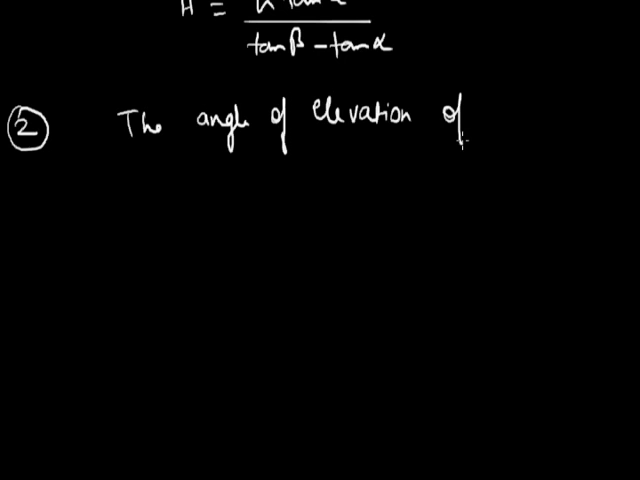 H =
tanβ - tanα
② The angle of elevation of